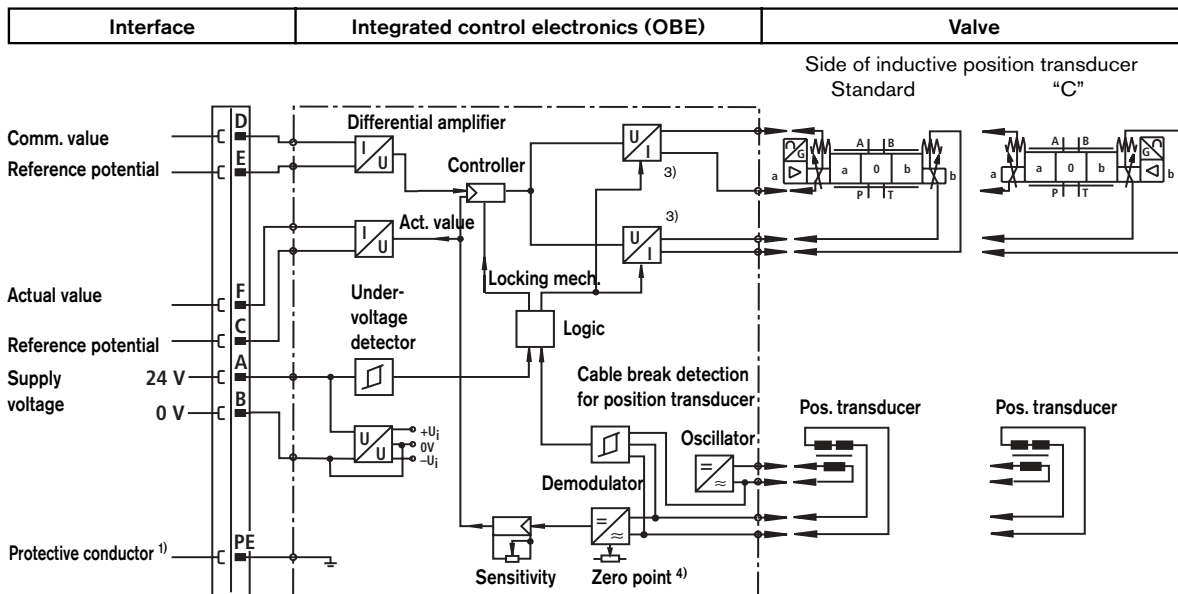 Interface
Integrated control electronics (OBE)
Valve
Side of inductive position transducer
Standard
“C”
D
Comm. value
E
Reference potential
Differential amplifier
I
U
Controller
U
I
3)
3)
A B
G
a
a 0 b
b
P T
A B
G
a
a 0 b
b
P T
I
U
Act. value
U
I
Locking mech.
F
Actual value
C
Reference potential
Under-
voltage
detector
Logic
A
Supply
voltage
24 V
B
0 V
U
U
+Ui
0V
–Ui
Cable break detection
for position transducer
Oscillator
=
≈
Demodulator
=
≈
Pos. transducer
Pos. transducer
PE
Protective conductor 1)
Sensitivity
Zero point 4)